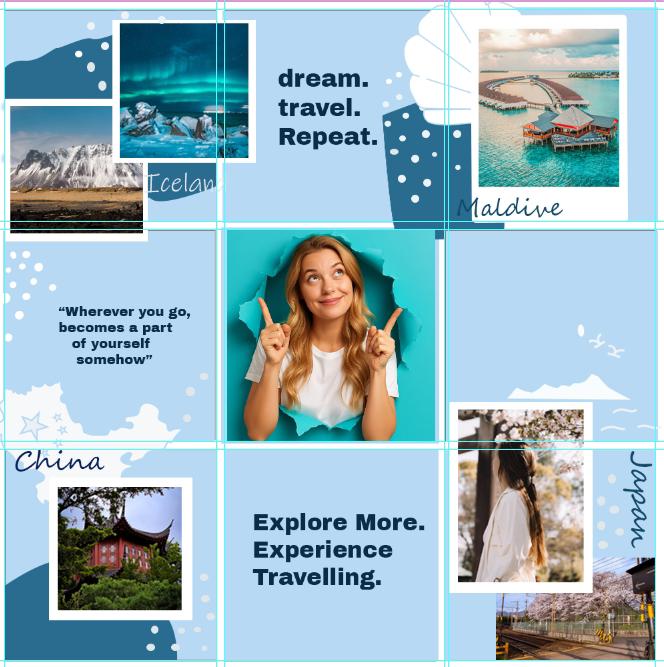 dream.
travel.
Repeat.
Icelan
Maldive
“Wherever you go,
becomes a part
of yourself
somehow”
China
Explore More.
Experience
Travelling.
Japan